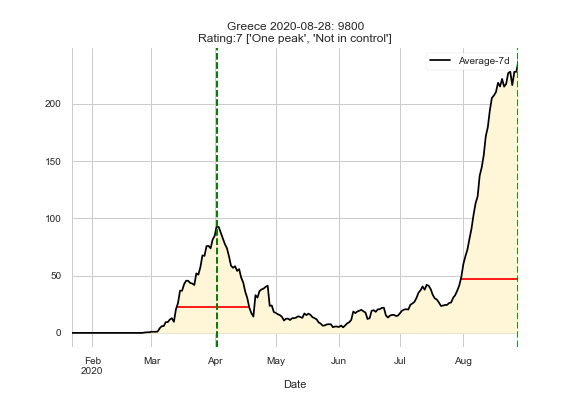 Greece 2020-08-28: 9800
Rating:7 ['One peak', 'Not in control']
Average-7d
200
150
100
50
0
Feb Mar Apr May Jun Jul Aug
2020
Date